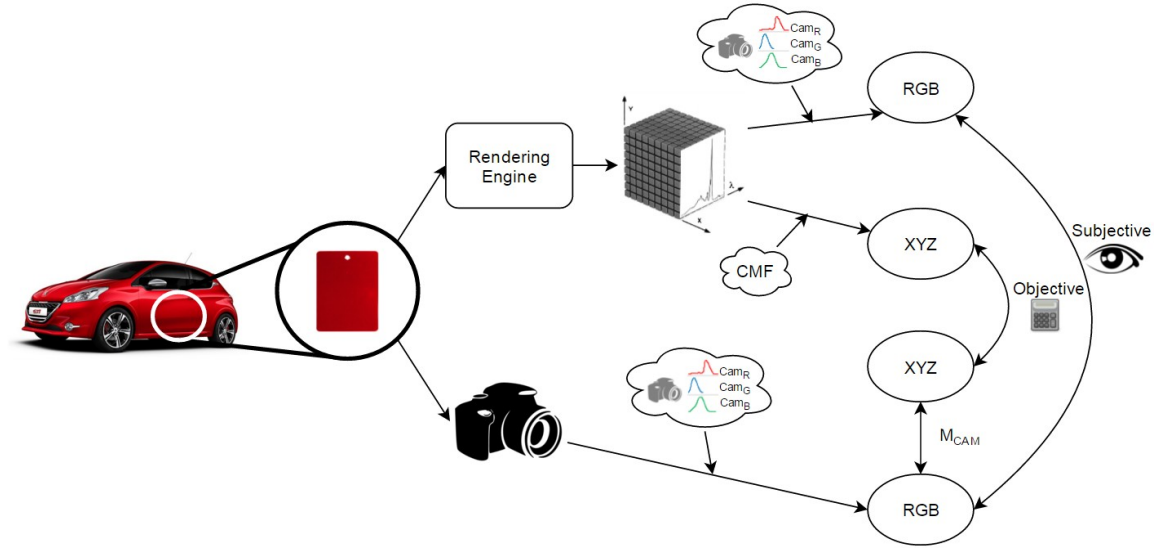 Cam_R
Cam_G
Cam_B
RGB
Rendering
Engine
Y
λ
X
XYZ
CMF
Subjective
Objective
XYZ
Cam_R
Cam_G
Cam_B
M_CAM
RGB